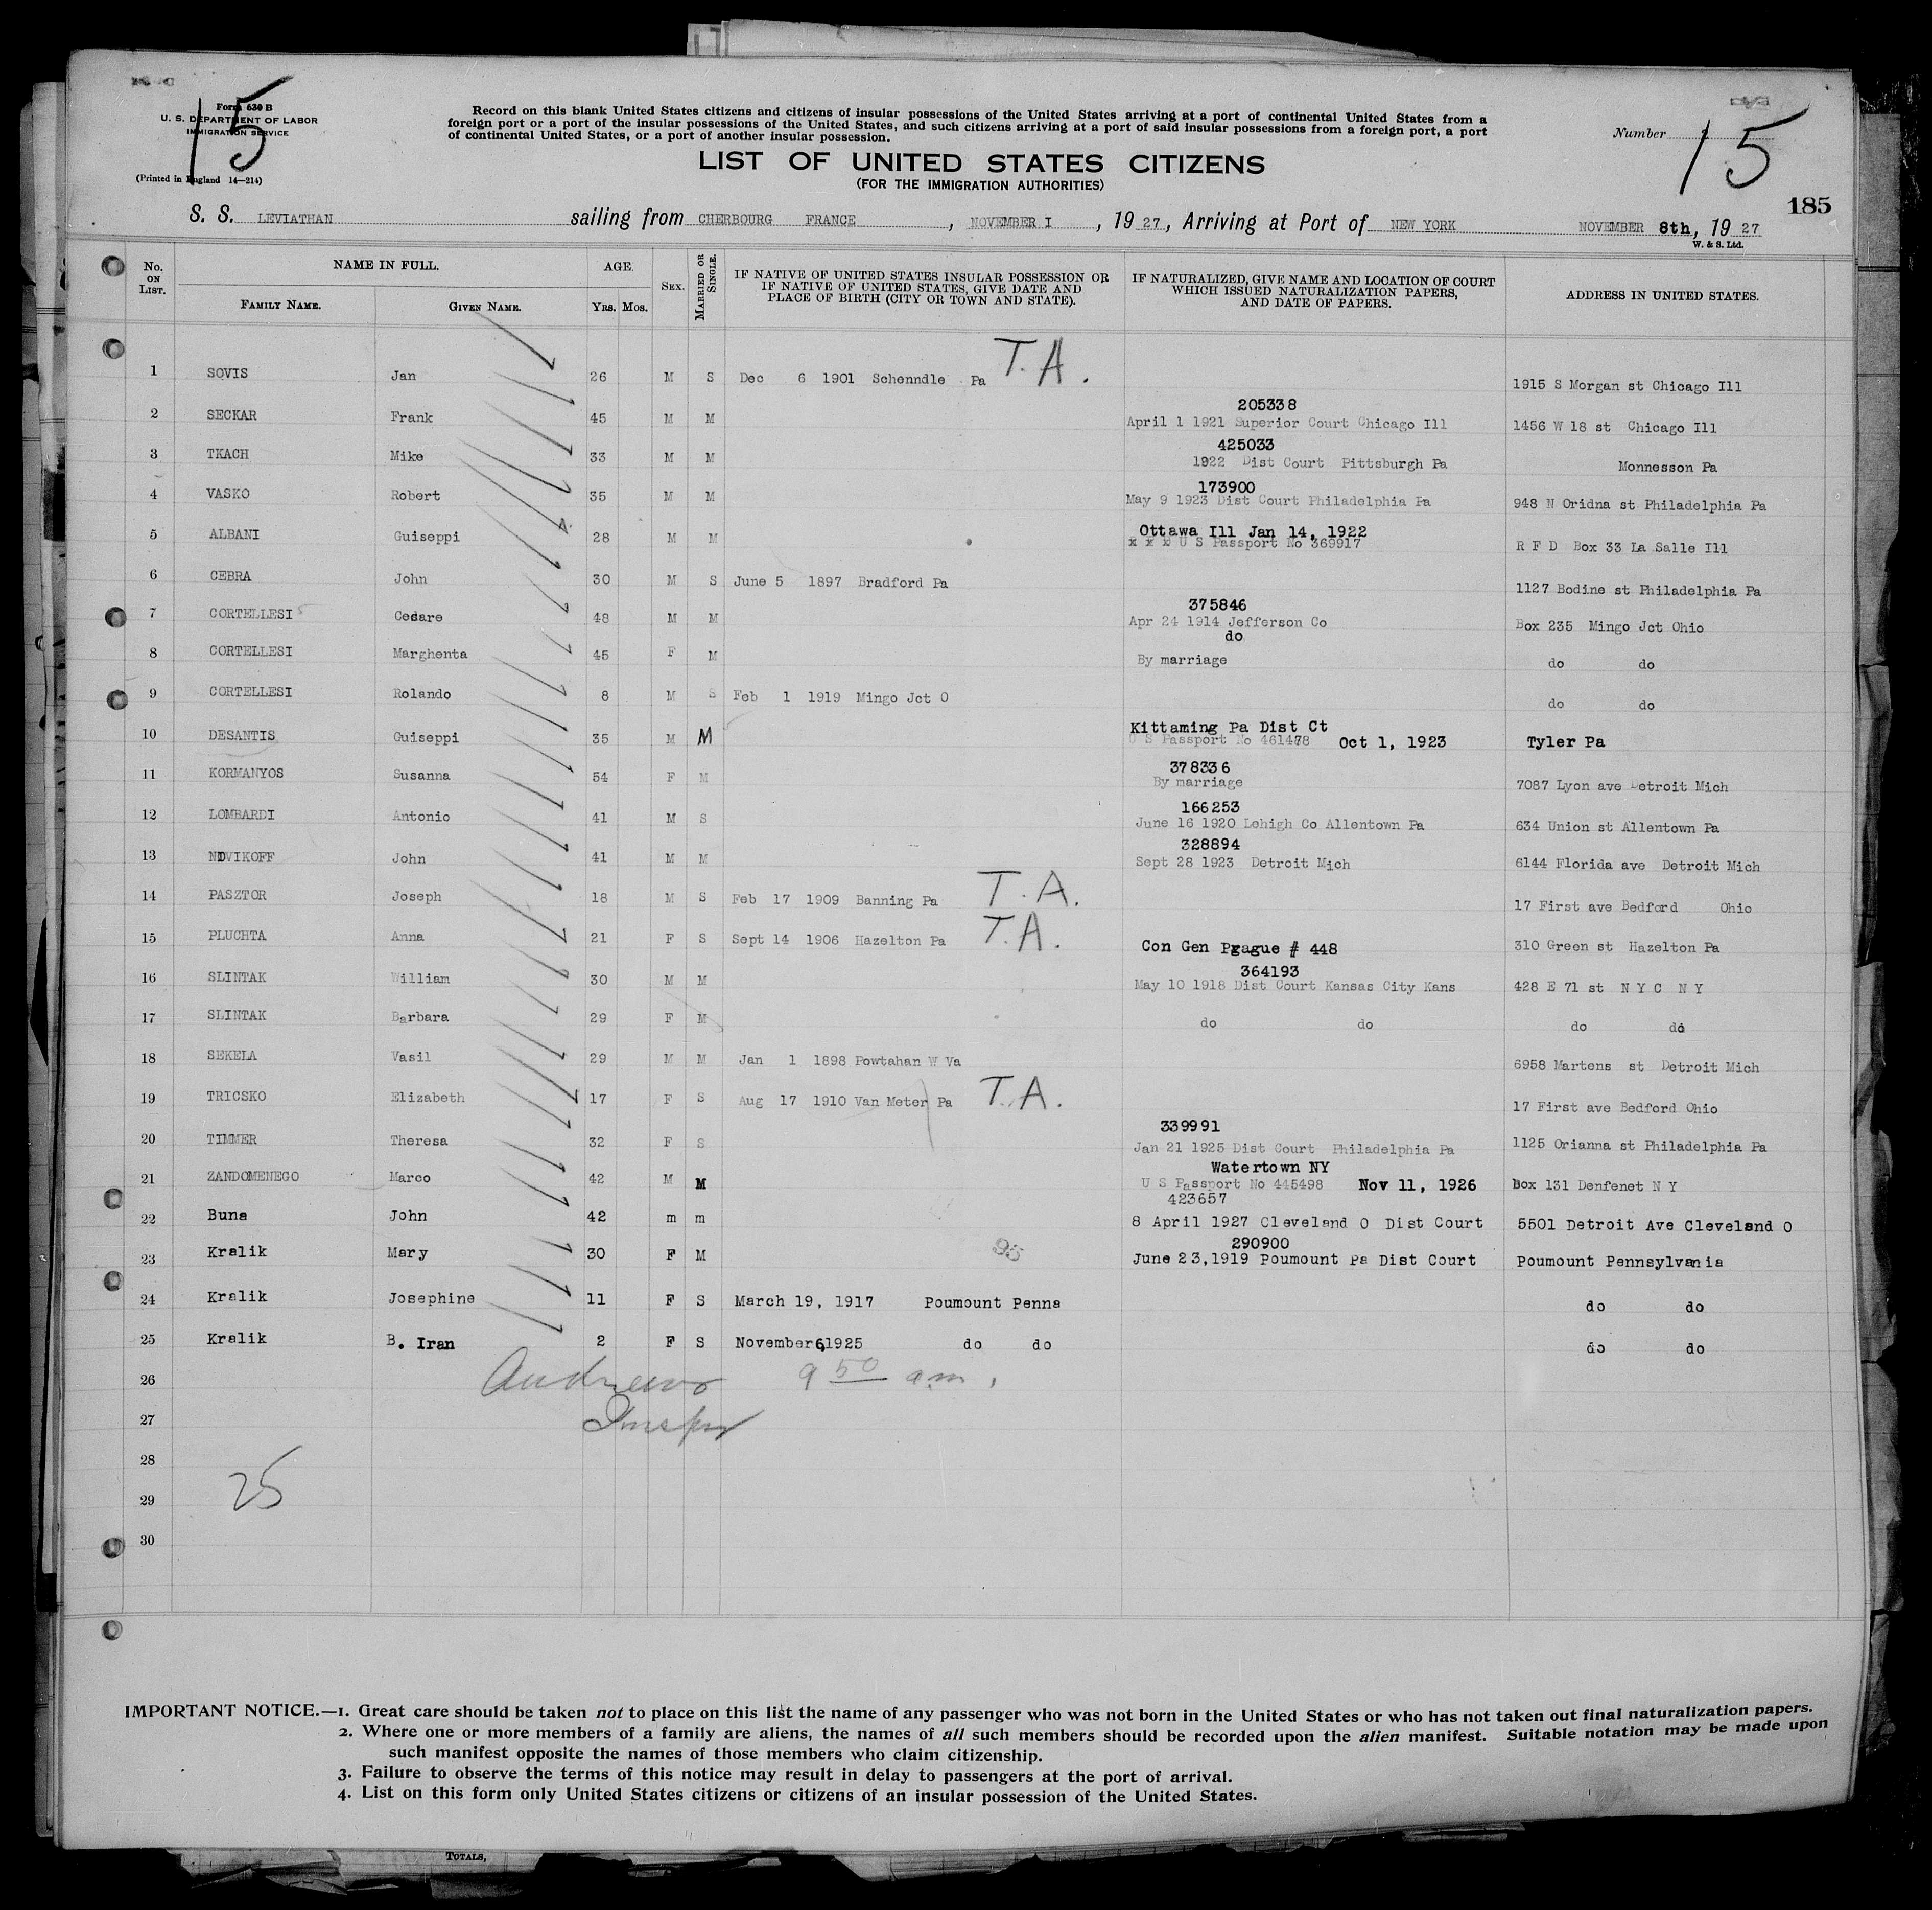 15
Form 630 B
U. S. DEPARTMENT OF LABOR
IMMIGRATION SERVICE
(Printed in England 14—214)
Record on this blank United States citizens and citizens of insular possessions of the United States arriving at a port of continental United States from a
foreign port or a port of the insular possessions of the United States, and such citizens arriving at a port of said insular possessions from a foreign port, a port
of continental United States, or a port of another insular possession.
Number 15
LIST OF UNITED STATES CITIZENS
(FOR THE IMMIGRATION AUTHORITIES)
185
S. S. LEVIATHAN sailing from CHERBOURG FRANCE, NOVEMBER I, 19 27, Arriving at Port of NEW YORK NOVEMBER 8th, 19 27
W. & S. Ltd.
No. ON LIST. NAME IN FULL. AGE. SEX. MARRIED OR SINGLE. IF NATIVE OF UNITED STATES INSULAR POSSESSION OR IF NATIVE OF UNITED STATES, GIVE DATE AND PLACE OF BIRTH (CITY OR TOWN AND STATE). IF NATURALIZED, GIVE NAME AND LOCATION OF COURT WHICH ISSUED NATURALIZATION PAPERS, AND DATE OF PAPERS. ADDRESS IN UNITED STATES.
FAMILY NAME. GIVEN NAME. YRS. MOS.
1 SOVIS Jan 26 M S Dec 6 1901 Schenndle Pa T.A. 1915 S Morgan st Chicago Ill
205338
2 SECKAR Frank 45 M M April 1 1921 Superior Court Chicago Ill 1456 W 18 st Chicago Ill
425033
3 TKACH Mike 33 M M 1922 Dist Court Pittsburgh Pa Monnesson Pa
173900
4 VASKO Robert 35 M M May 9 1923 Dist Court Philadelphia Pa 948 N Oridna st Philadelphia Pa
Ottawa Ill Jan 14, 1922
5 ALBANI Guiseppi 28 M M x x x U S Passport No 369917 R F D Box 33 La Salle Ill
6 CEBRA John 30 M S June 5 1897 Bradford Pa 1127 Bodine st Philadelphia Pa
375846
7 CORTELLESI Cesare 48 M M Apr 24 1914 Jefferson Co Box 235 Mingo Jct Ohio
do
8 CORTELLESI Marghenta 45 F M By marriage do do
9 CORTELLESI Rolando 8 M S Feb 1 1919 Mingo Jct O do do
Kittaming Pa Dist Ct
10 DESANTIS Guiseppi 35 M M U S Passport No 461478 Oct 1, 1923 Tyler Pa
378336
11 KORMANYOS Susanna 54 F M By marriage 7087 Lyon ave Detroit Mich
166253
12 LOMBARDI Antonio 41 M S June 16 1920 Lehigh Co Allentown Pa 634 Union st Allentown Pa
328894
13 NOVIKOFF John 41 M M Sept 28 1923 Detroit Mich 6144 Florida ave Detroit Mich
14 PASZTOR Joseph 18 M S Feb 17 1909 Banning Pa T.A. 17 First ave Bedford Ohio
15 PLUCHTA Anna 21 F S Sept 14 1906 Hazelton Pa T.A. Con Gen Prague # 448 310 Green st Hazelton Pa
364193
16 SLINTAK William 30 M M May 10 1918 Dist Court Kansas City Kans 428 E 71 st N Y C N Y
17 SLINTAK Barbara 29 F M do do do do
18 SEKELA Vasil 29 M M Jan 1 1898 Powtahan W Va 6958 Martens st Detroit Mich
19 TRICSKO Elizabeth 17 F S Aug 17 1910 Van Meter Pa T.A. 17 First ave Bedford Ohio
339991
20 TIMMER Theresa 32 F S Jan 21 1925 Dist Court Philadelphia Pa 1125 Orianna st Philadelphia Pa
Watertown NY
21 ZANDOMENEGO Marco 42 M M U S Passport No 445498 Nov 11, 1926 Box 131 Denfenet N Y
423657
22 Buna John 42 m m 8 April 1927 Cleveland O Dist Court 5501 Detroit Ave Cleveland O
290900
23 Kralik Mary 30 F M 95 June 23,1919 Poumount Pa Dist Court Poumount Pennsylvania
24 Kralik Josephine 11 F S March 19, 1917 Poumount Penna do do
25 Kralik B. Iran 2 F S November 6,1925 do do do do
26 Andrews 9 50 am.
27 Inspr
28
29 25
30
IMPORTANT NOTICE.—1. Great care should be taken not to place on this list the name of any passenger who was not born in the United States or who has not taken out final naturalization papers.
2. Where one or more members of a family are aliens, the names of all such members should be recorded upon the alien manifest. Suitable notation may be made upon
such manifest opposite the names of those members who claim citizenship.
3. Failure to observe the terms of this notice may result in delay to passengers at the port of arrival.
4. List on this form only United States citizens or citizens of an insular possession of the United States.
TOTALS,